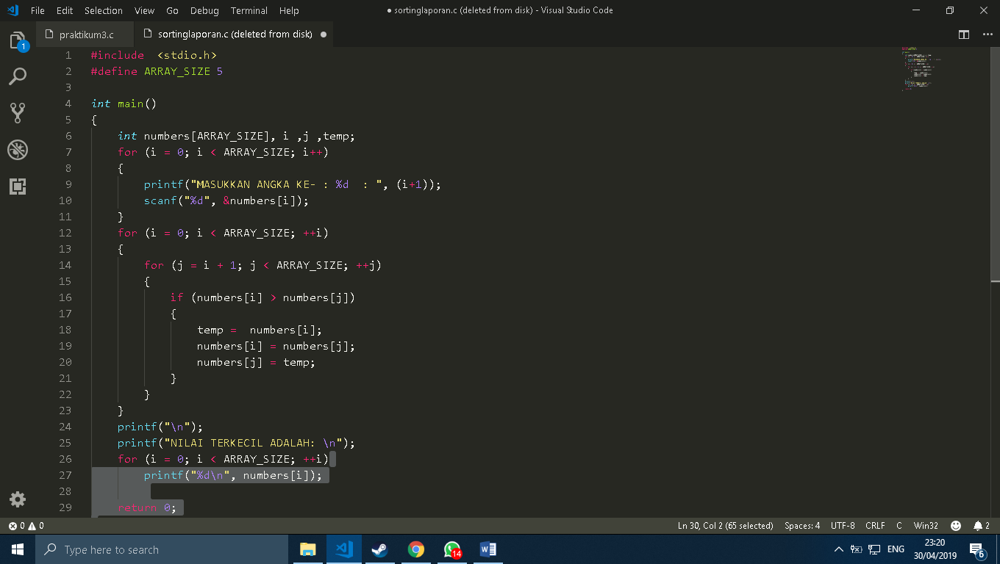 File Edit Selection View Go Debug Terminal Help ● sortinglaporan.c (deleted from disk) - Visual Studio Code
praktikum3.c sortinglaporan.c (deleted from disk) ●
1
1 #include  <stdio.h>
2 #define ARRAY_SIZE 5
3
4 int main()
5 {
6     int numbers[ARRAY_SIZE], i ,j ,temp;
7     for (i = 0; i < ARRAY_SIZE; i++)
8     {
9         printf("MASUKKAN ANGKA KE- : %d  : ", (i+1));
10         scanf("%d", &numbers[i]);
11     }
12     for (i = 0; i < ARRAY_SIZE; ++i)
13     {
14         for (j = i + 1; j < ARRAY_SIZE; ++j)
15         {
16             if (numbers[i] > numbers[j])
17             {
18                 temp =  numbers[i];
19                 numbers[i] = numbers[j];
20                 numbers[j] = temp;
21             }
22         }
23     }
24     printf("\n");
25     printf("NILAI TERKECIL ADALAH: \n");
26     for (i = 0; i < ARRAY_SIZE; ++i)
27         printf("%d\n", numbers[i]);
28
29     return 0;
0 0 Ln 30, Col 2 (65 selected) Spaces: 4 UTF-8 CRLF C Win32 2
Type here to search 14 ENG 23:20
30/04/2019 6